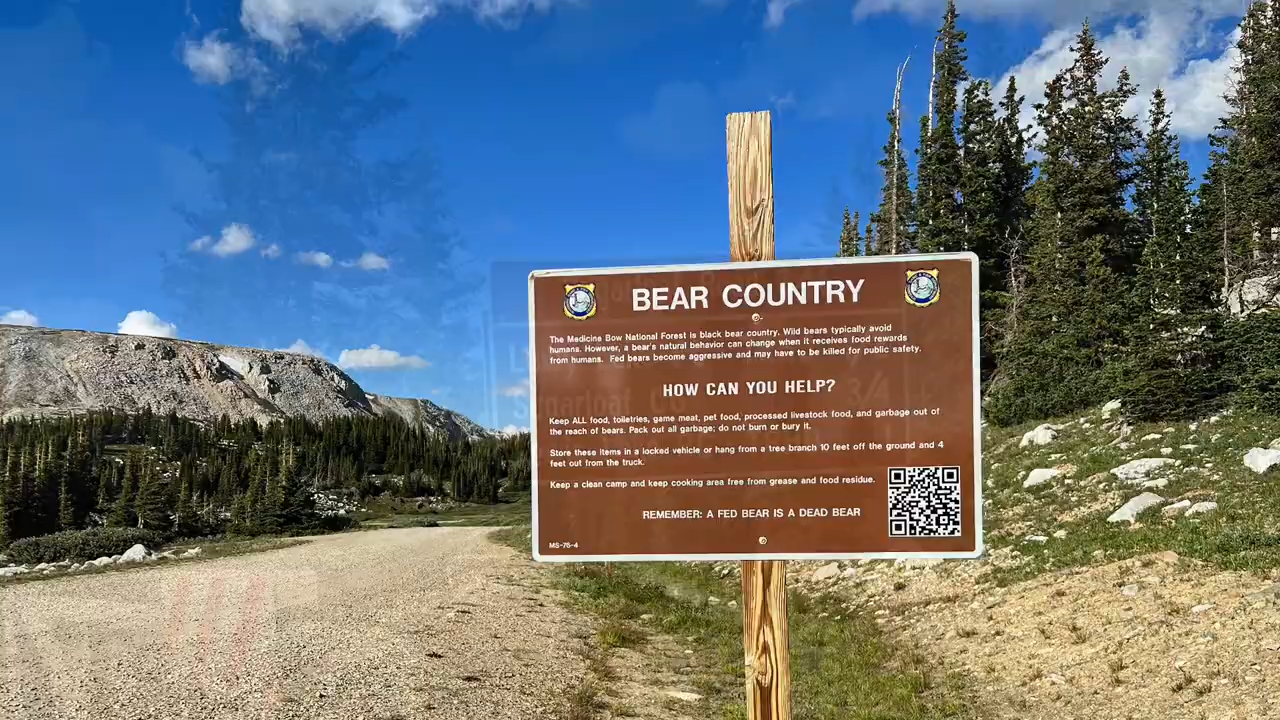 BEAR COUNTRY
The Medicine Bow National Forest is black bear country. Wild bears typically avoid
humans. However, a bear's natural behavior can change when it receives food rewards
from humans. Fed bears become aggressive and may have to be killed for public safety.
HOW CAN YOU HELP?
Keep ALL food, toiletries, game meat, pet food, processed livestock food, and garbage out of
the reach of bears. Pack out all garbage; do not burn or bury it.
Store these items in a locked vehicle or hang from a tree branch 10 feet off the ground and 4
feet out from the truck.
Keep a clean camp and keep cooking area free from grease and food residue.
REMEMBER: A FED BEAR IS A DEAD BEAR
MS-75-4